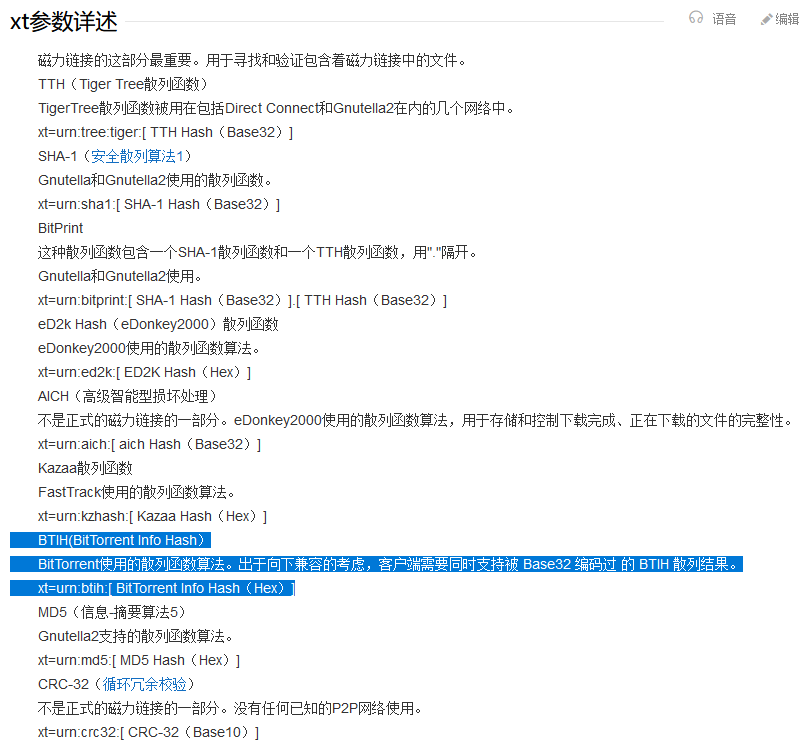 xt参数详述
语音
编辑
磁力链接的这部分最重要。用于寻找和验证包含着磁力链接中的文件。
TTH（Tiger Tree散列函数）
TigerTree散列函数被用在包括Direct Connect和Gnutella2在内的几个网络中。
xt=urn:tree:tiger:[ TTH Hash（Base32）]
SHA-1（安全散列算法1）
Gnutella和Gnutella2使用的散列函数。
xt=urn:sha1:[ SHA-1 Hash（Base32）]
BitPrint
这种散列函数包含一个SHA-1散列函数和一个TTH散列函数，用"."隔开。
Gnutella和Gnutella2使用。
xt=urn:bitprint:[ SHA-1 Hash（Base32）].[ TTH Hash（Base32）]
eD2k Hash（eDonkey2000）散列函数
eDonkey2000使用的散列函数算法。
xt=urn:ed2k:[ ED2K Hash（Hex）]
AICH（高级智能型损坏处理）
不是正式的磁力链接的一部分。eDonkey2000使用的散列函数算法，用于存储和控制下载完成、正在下载的文件的完整性。
xt=urn:aich:[ aich Hash（Base32）]
Kazaa散列函数
FastTrack使用的散列函数算法。
xt=urn:kzhash:[ Kazaa Hash（Hex）]
BTIH(BitTorrent Info Hash）
BitTorrent使用的散列函数算法。出于向下兼容的考虑，客户端需要同时支持被 Base32 编码过 的 BTIH 散列结果。
xt=urn:btih:[ BitTorrent Info Hash（Hex）]
MD5（信息-摘要算法5）
Gnutella2支持的散列函数算法。
xt=urn:md5:[ MD5 Hash（Hex）]
CRC-32（循环冗余校验）
不是正式的磁力链接的一部分。没有任何已知的P2P网络使用。
xt=urn:crc32:[ CRC-32（Base10）]